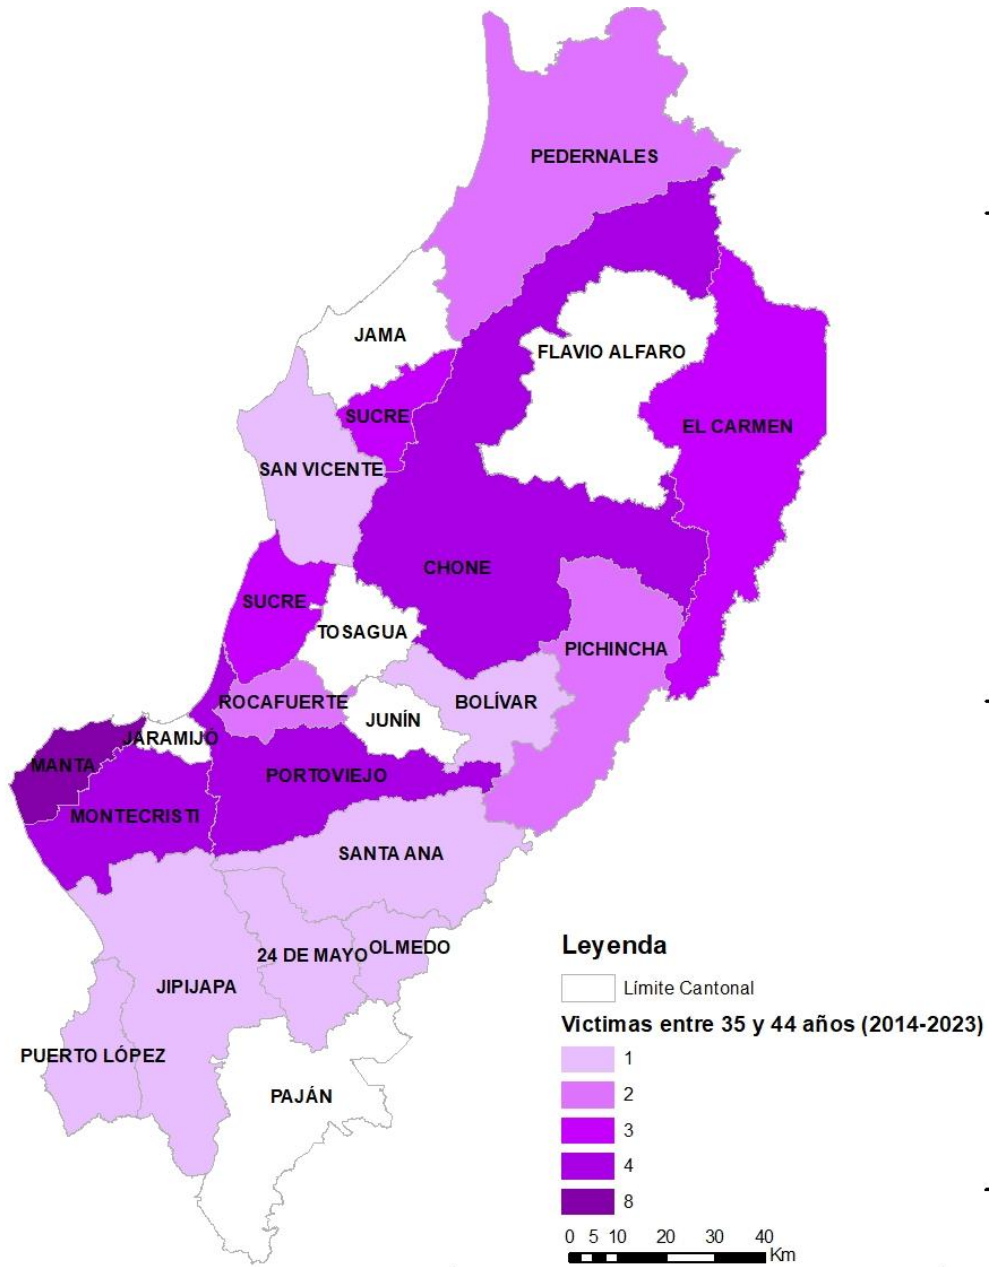 PEDERNALES
JAMA
FLAVIO ALFARO
SUCRE
EL CARMEN
SAN VICENTE
CHONE
SUCRE
TOSAGUA
PICHINCHA
ROCAFUERTE
BOLÍVAR
JUNÍN
JARAMIJÓ
MANTA
PORTOVIEJO
MONTECRISTI
SANTA ANA
24 DE MAYO
OLMEDO
JIPIJAPA
PUERTO LÓPEZ
PAJÁN
Leyenda
Límite Cantonal
Victimas entre 35 y 44 años (2014-2023)
1
2
3
4
8
0 5 10 20 30 40
Km